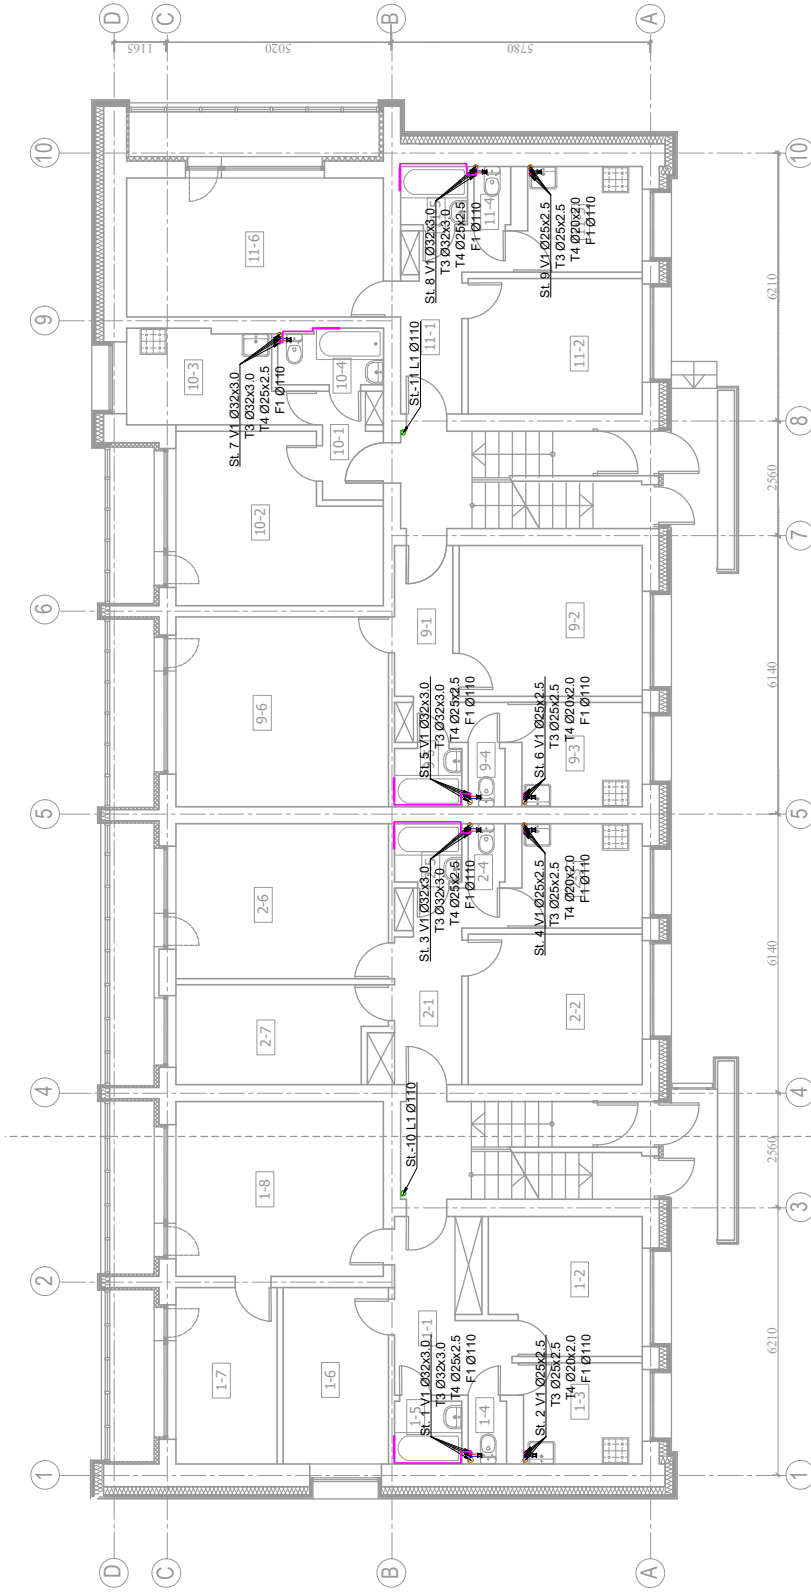 D
C
B
A
1165
5020
5780
10
10
11-6
11-4
St. 8 V1 Ø32x3.0
T3 Ø32x3.0
T4 Ø25x2.5
F1 Ø110
St. 9 V1 Ø25x2.5
T3 Ø25x2.5
T4 Ø20x2.0
F1 Ø110
6210
9
11-1
11-2
10-3
10-4
10-1
St. 7 V1 Ø32x3.0
T3 Ø32x3.0
T4 Ø25x2.5
F1 Ø110
St.-11 L1 Ø110
8
10-2
2560
7
6
9-1
9-2
9-6
9-4
9-3
St. 5 V1 Ø32x3.0
T3 Ø32x3.0
T4 Ø25x2.5
F1 Ø110
St. 6 V1 Ø25x2.5
T3 Ø25x2.5
T4 Ø20x2.0
F1 Ø110
6140
5
5
2-6
2-4
St. 3 V1 Ø32x3.0
T3 Ø32x3.0
T4 Ø25x2.5
F1 Ø110
St. 4 V1 Ø25x2.5
T3 Ø25x2.5
T4 Ø20x2.0
F1 Ø110
6140
2-7
2-1
2-2
4
4
St.-10 L1 Ø110
1-8
2560
3
2
1-1
1-2
1-7
1-6
1-5
1-4
1-3
St. 1 V1 Ø32x3.0
T3 Ø32x3.0
T4 Ø25x2.5
F1 Ø110
St. 2 V1 Ø25x2.5
T3 Ø25x2.5
T4 Ø20x2.0
F1 Ø110
6210
1
1
D
C
B
A